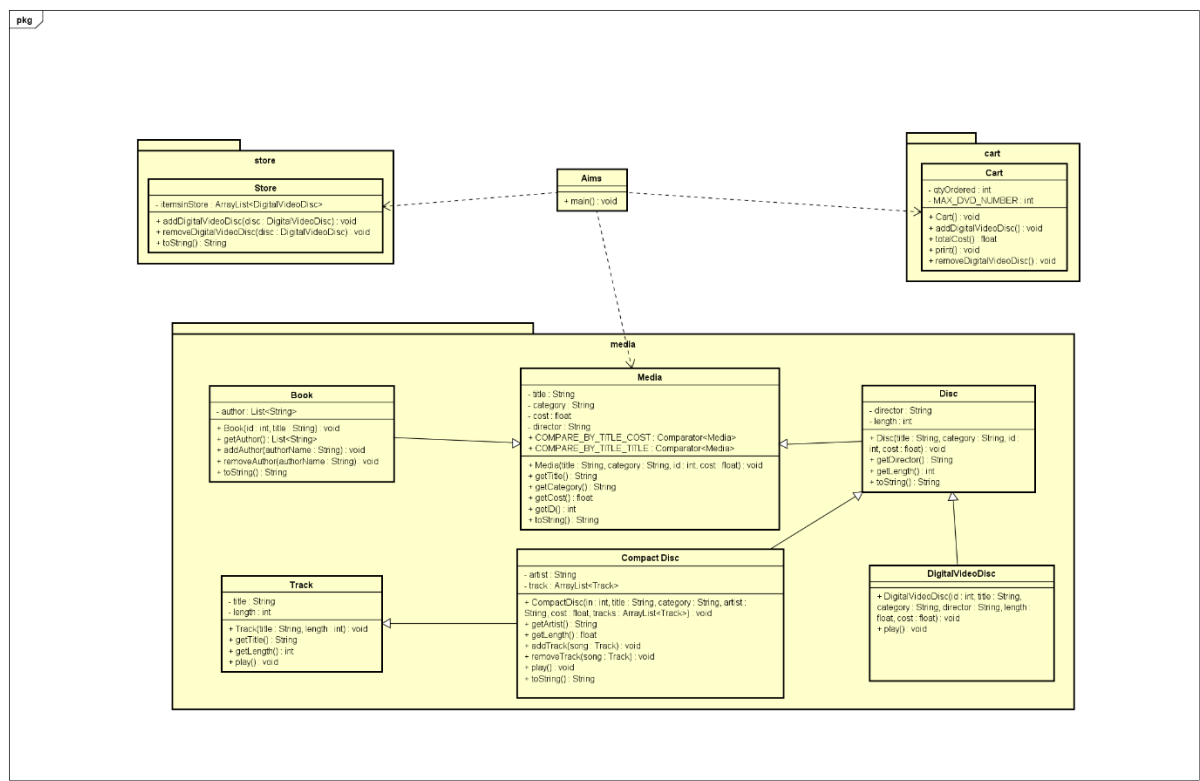 pkg
store
Store
- itemsinStore : ArrayList<DigitalVideoDisc>
+ addDigitalVideoDisc(disc : DigitalVideoDisc) : void
+ removeDigitalVideoDisc(disc : DigitalVideoDisc) : void
+ toString() : String
Aims
+ main() : void
cart
Cart
- qtyOrdered : int
- MAX_DVD_NUMBER : int
+ Cart() : void
+ addDigitalVideoDisc() : void
+ totalCost() : float
+ print() : void
+ removeDigitalVideoDisc() : void
media
Book
- author : List<String>
+ Book(id : int, title : String) : void
+ getAuthor() : List<String>
+ addAuthor(authorName : String) : void
+ removeAuthor(authorName : String) : void
+ toString() : String
Media
- title : String
- category : String
- cost : float
- director : String
+ COMPARE_BY_TITLE_COST : Comparator<Media>
+ COMPARE_BY_TITLE_TITLE : Comparator<Media>
+ Media(title : String, category : String, id : int, cost : float) : void
+ getTitle() : String
+ getCategory() : String
+ getCost() : float
+ getID() : int
+ toString() : String
Disc
- director : String
- length : int
+ Disc(title : String, category : String, id :
int, cost : float) : void
+ getDirector() : String
+ getLength() : int
+ toString() : String
Track
- title : String
- length : int
+ Track(title : String, length : int) : void
+ getTitle() : String
+ getLength() : int
+ play() : void
Compact Disc
- artist : String
- track : ArrayList<Track>
+ CompactDisc(in : int, title : String, category : String, artist :
String, cost : float, tracks : ArrayList<Track>) : void
+ getArtist() : String
+ getLength() : float
+ addTrack(song : Track) : void
+ removeTrack(song : Track) : void
+ play() : void
+ toString() : String
DigitalVideoDisc
+ DigitalVideoDisc(id : int, title : String,
category : String, director : String, length :
float, cost : float) : void
+ play() : void